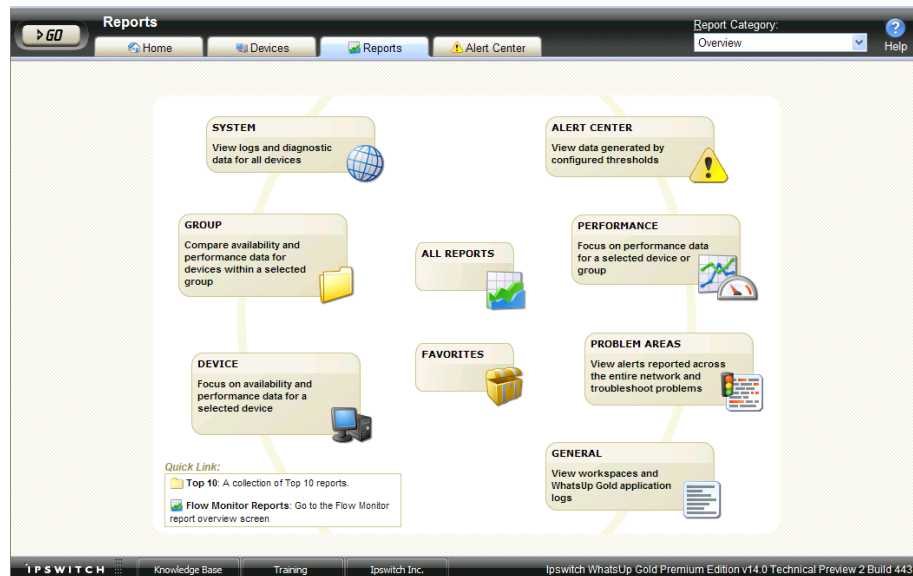 GO
Reports
Report Category:
Overview
Help
Home
Devices
Reports
Alert Center
SYSTEM
View logs and diagnostic
data for all devices
ALERT CENTER
View data generated by
configured thresholds
GROUP
Compare availability and
performance data for
devices within a selected
group
ALL REPORTS
PERFORMANCE
Focus on performance data
for a selected device or
group
DEVICE
Focus on availability and
performance data for a
selected device
FAVORITES
PROBLEM AREAS
View alerts reported across
the entire network and
troubleshoot problems
GENERAL
View workspaces and
WhatsUp Gold application
logs
Quick Link:
Top 10: A collection of Top 10 reports.
Flow Monitor Reports: Go to the Flow Monitor
report overview screen
IPSWITCH
Knowledge Base
Training
Ipswitch Inc.
Ipswitch WhatsUp Gold Premium Edition v14.0 Technical Preview 2 Build 443